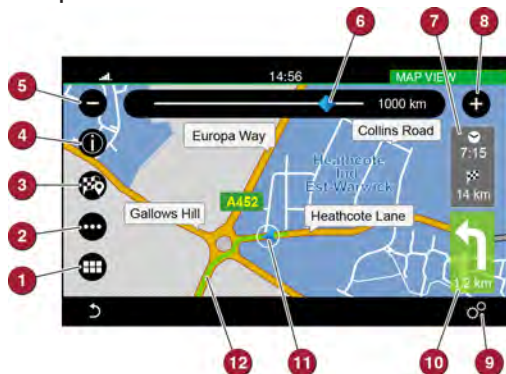 6
7
8
14:56
MAP VIEW
5
1000 km
4
Europa Way
Collins Road
7:15
Heathcote
Ind
Est-Warwick
3
14 km
A452
Gallows Hill
Heathcote Lane
2
1.2 km
1
12
11
10
9